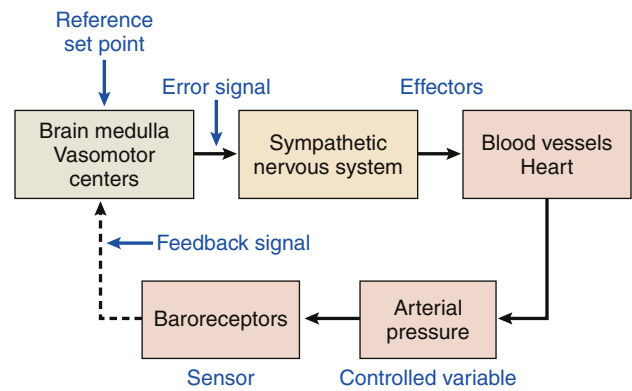 Reference
set point
Error signal
Effectors
Brain medulla
Vasomotor
centers
Sympathetic
nervous system
Blood vessels
Heart
Feedback signal
Baroreceptors
Arterial
pressure
Sensor
Controlled variable